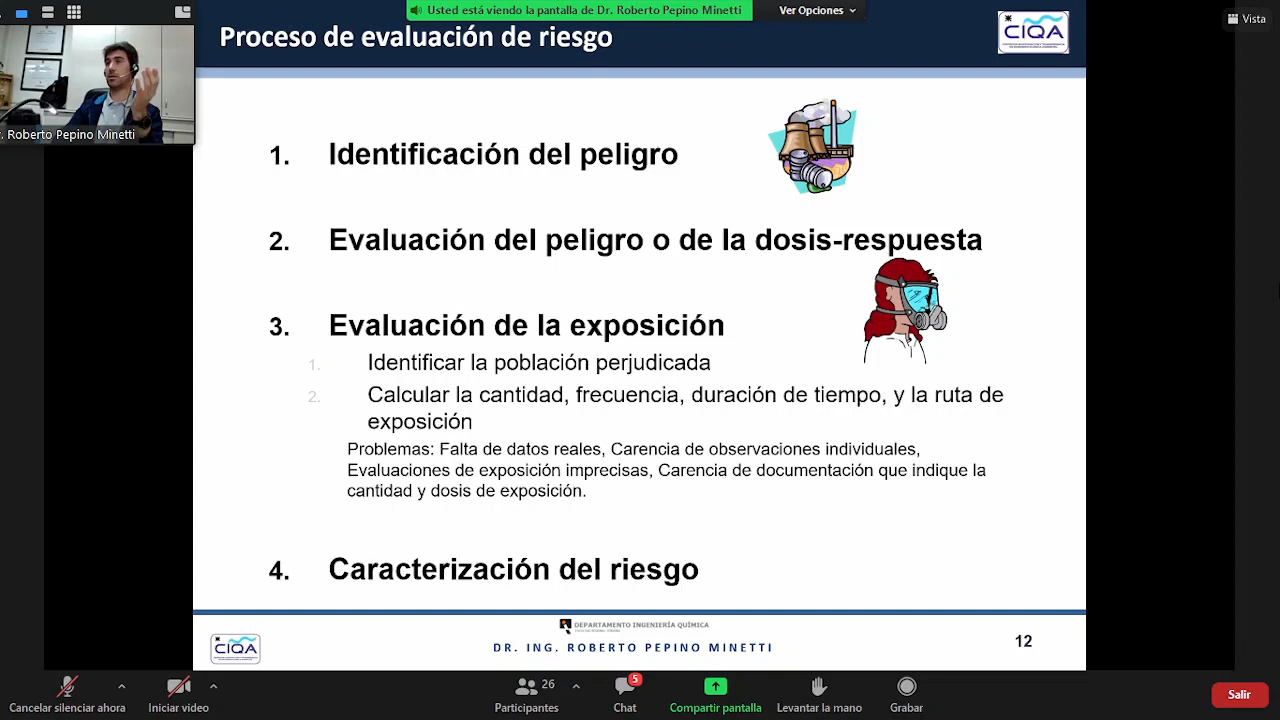 Usted está viendo la pantalla de Dr. Roberto Pepino Minetti
Ver Opciones
Vista
Proceso de evaluación de riesgo
CIQA
Roberto Pepino Minetti
1. Identificación del peligro
2. Evaluación del peligro o de la dosis-respuesta
3. Evaluación de la exposición
1. Identificar la población perjudicada
2. Calcular la cantidad, frecuencia, duración de tiempo, y la ruta de
exposición
Problemas: Falta de datos reales, Carencia de observaciones individuales,
Evaluaciones de exposición imprecisas, Carencia de documentación que indique la
cantidad y dosis de exposición.
4. Caracterización del riesgo
DEPARTAMENTO INGENIERÍA QUÍMICA
CIQA
DR. ING. ROBERTO PEPINO MINETTI
12
26
5
Cancelar silenciar ahora
Iniciar video
Participantes
Chat
Compartir pantalla
Levantar la mano
Grabar
Salir